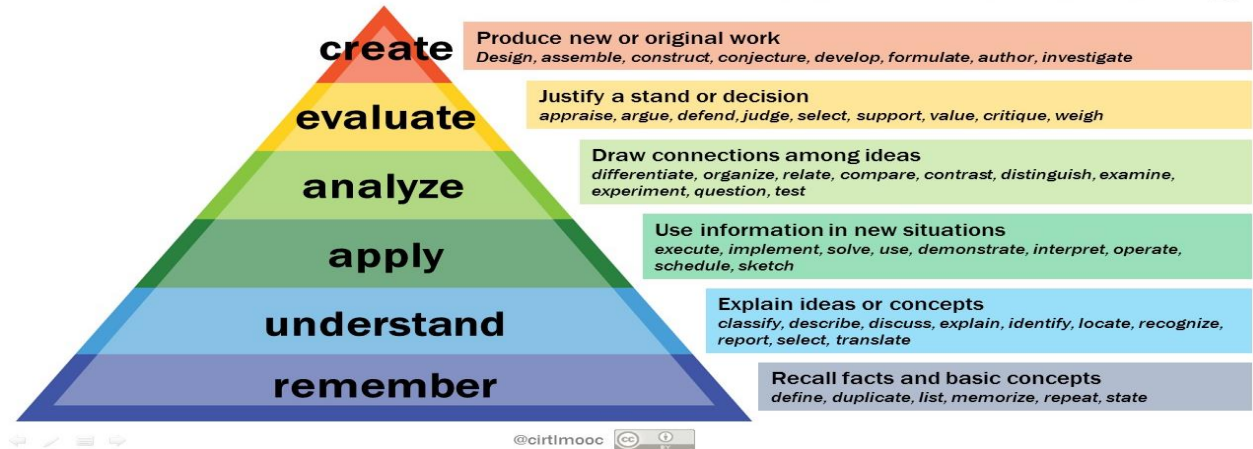 create
Produce new or original work
Design, assemble, construct, conjecture, develop, formulate, author, investigate
evaluate
Justify a stand or decision
appraise, argue, defend, judge, select, support, value, critique, weigh
analyze
Draw connections among ideas
differentiate, organize, relate, compare, contrast, distinguish, examine,
experiment, question, test
apply
Use information in new situations
execute, implement, solve, use, demonstrate, interpret, operate,
schedule, sketch
understand
Explain ideas or concepts
classify, describe, discuss, explain, identify, locate, recognize,
report, select, translate
remember
Recall facts and basic concepts
define, duplicate, list, memorize, repeat, state
@cirtlmooc
cc
BY